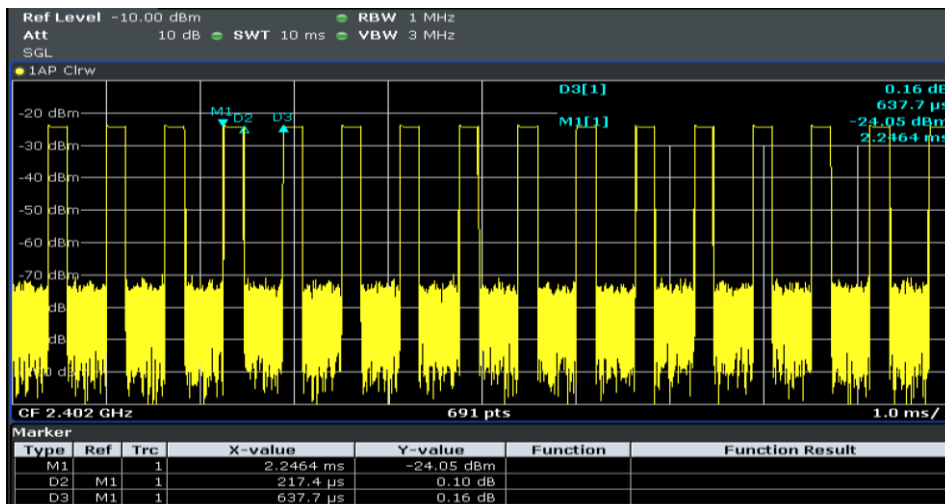 Ref Level -10.00 dBm RBW 1 MHz
Att 10 dB SWT 10 ms VBW 3 MHz
SGL
1AP Clrw
D3[1] 0.16 dB
637.7 µs
M1[1] -24.05 dBm
2.2464 ms
M1 D2 D3
-20 dBm
-30 dBm
-40 dBm
-50 dBm
-60 dBm
-70 dBm
CF 2.402 GHz 691 pts 1.0 ms/
Marker
Type Ref Trc X-value Y-value Function Function Result
M1 1 2.2464 ms -24.05 dBm
D2 M1 1 217.4 µs 0.10 dB
D3 M1 1 637.7 µs 0.16 dB